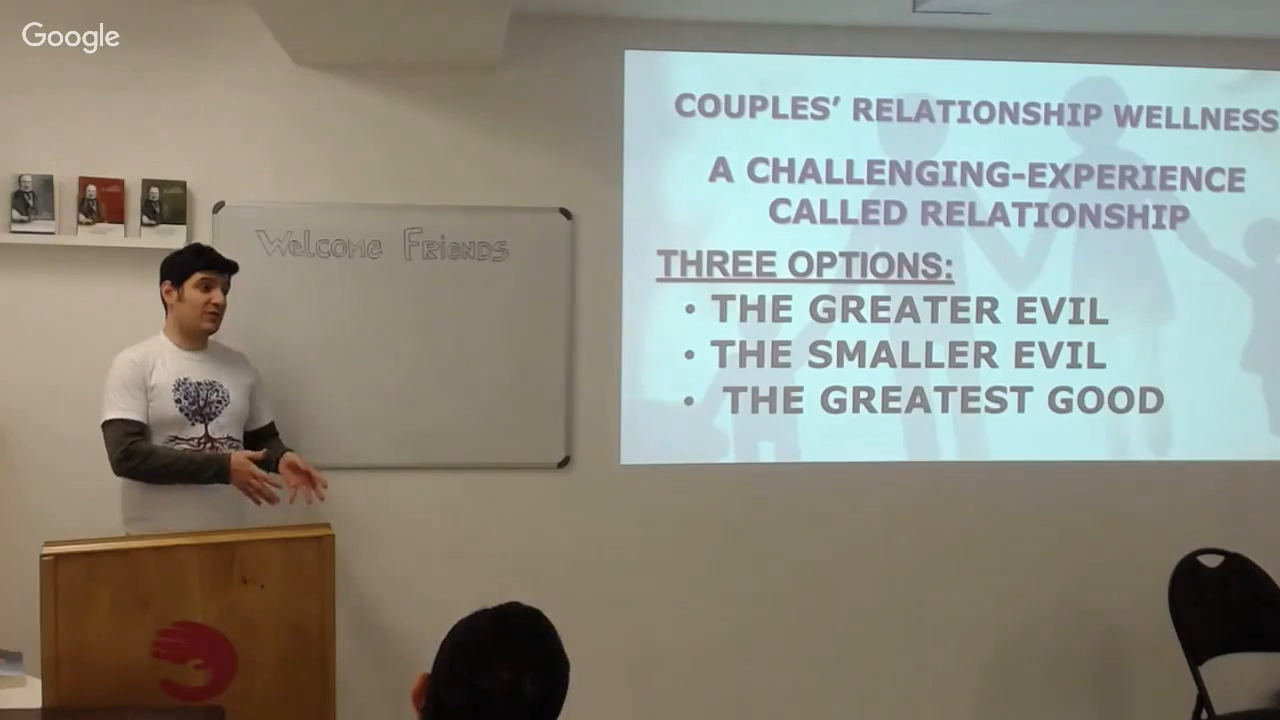 Google
Welcome Friends
COUPLES' RELATIONSHIP WELLNESS
A CHALLENGING-EXPERIENCE
CALLED RELATIONSHIP
THREE OPTIONS:
• THE GREATER EVIL
• THE SMALLER EVIL
• THE GREATEST GOOD